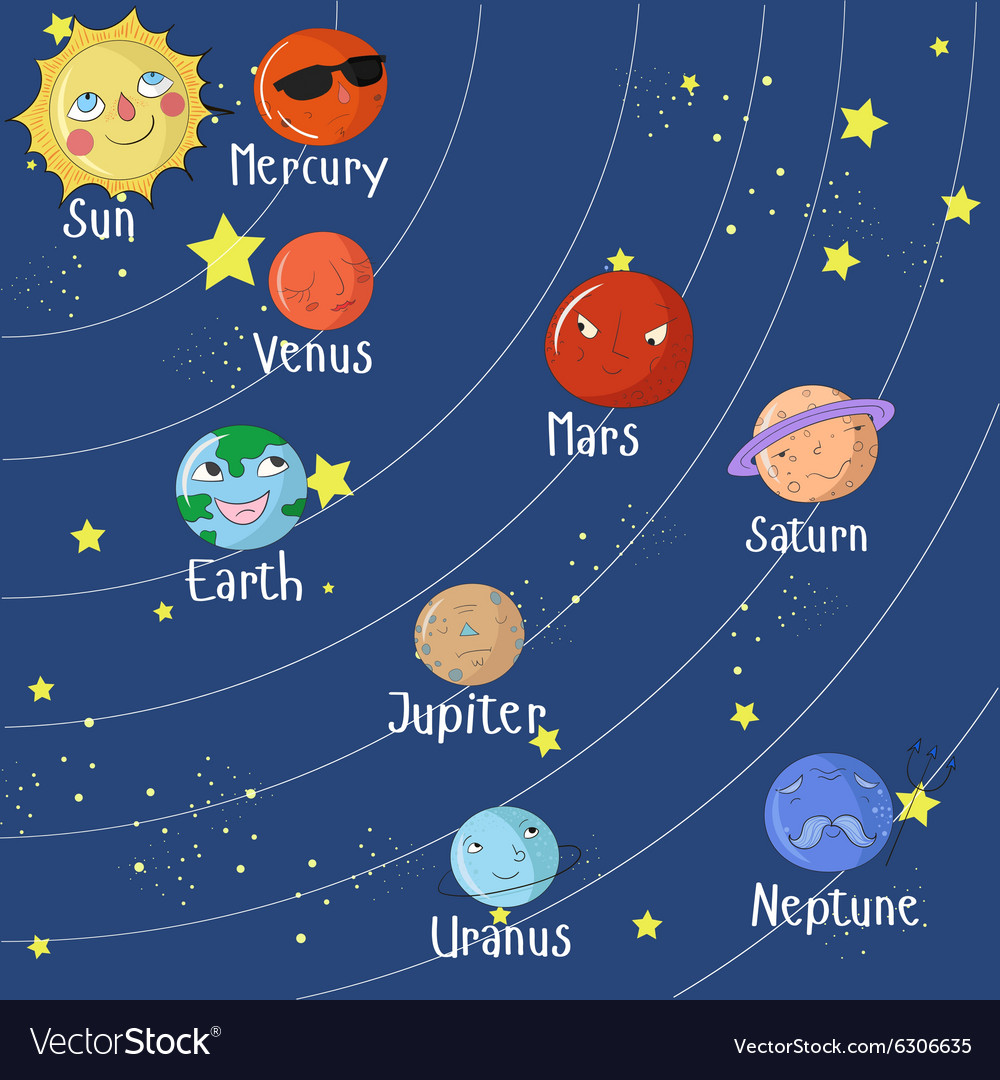 Mercury
Sun
Venus
Mars
Earth
Saturn
Jupiter
Neptune
Uranus
VectorStock®
VectorStock.com/6306635